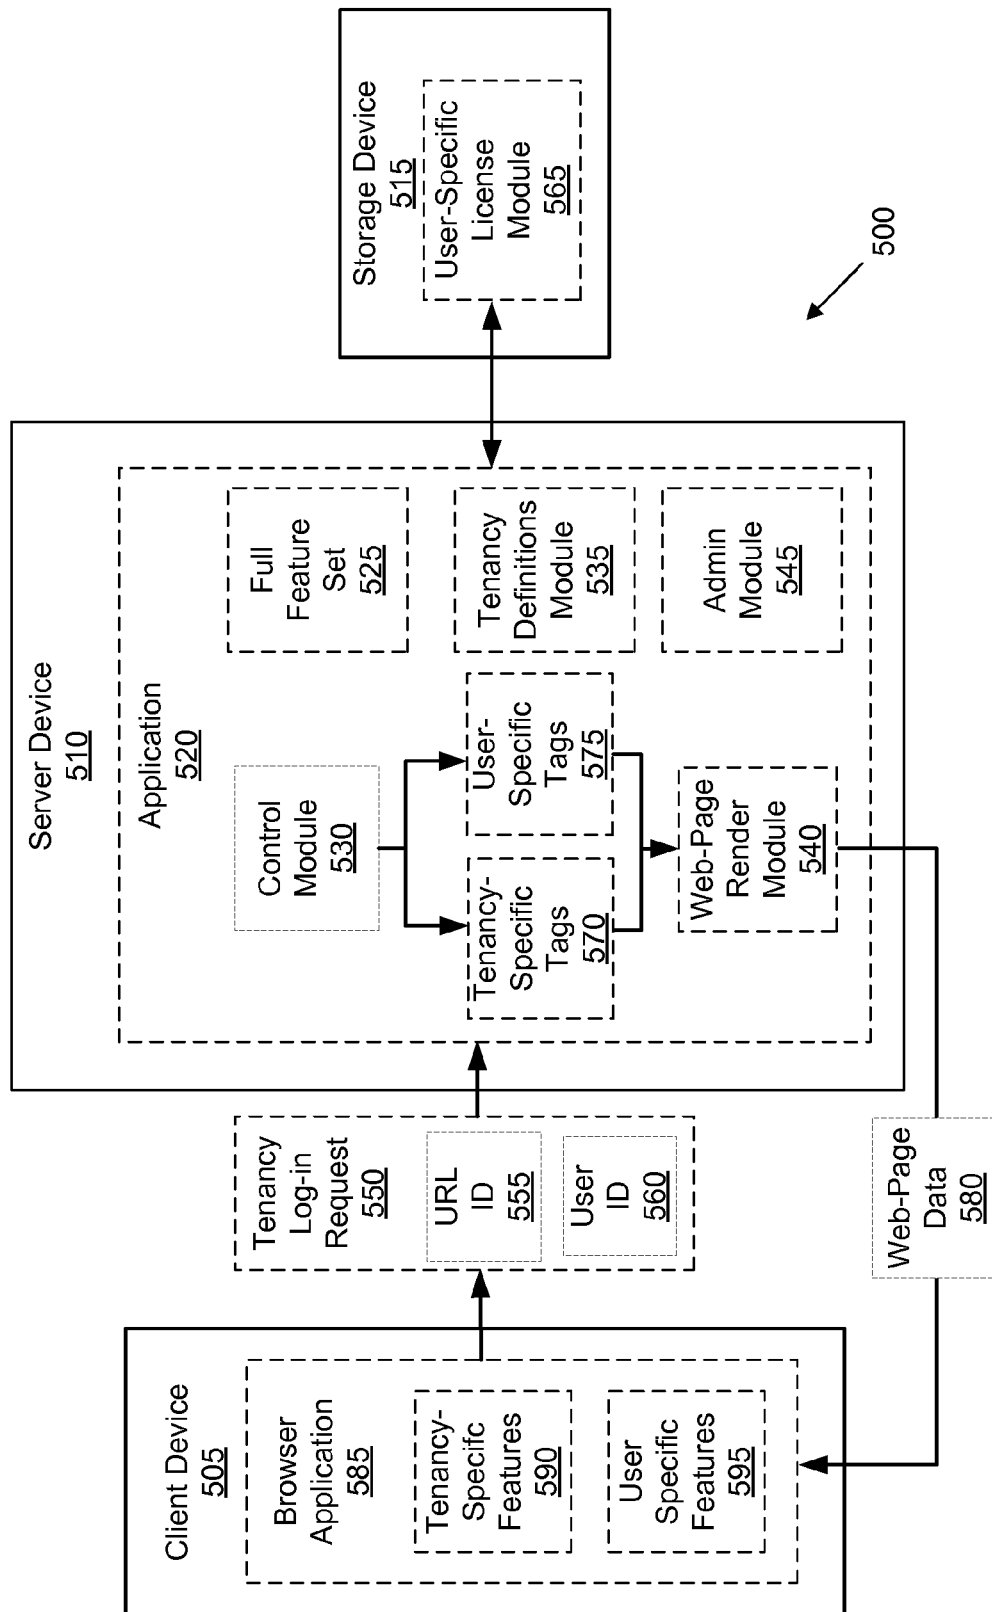 Client Device
505
Browser
Application
585
Tenancy-
Specifc
Features
590
User
Specific
Features
595
Tenancy
Log-in
Request
550
URL
ID
555
User
ID
560
Web-Page
Data
580
Server Device
510
Application
520
Control
Module
530
Tenancy-
Specific
Tags
570
User-
Specific
Tags
575
Web-Page
Render
Module
540
Full
Feature
Set
525
Tenancy
Definitions
Module
535
Admin
Module
545
Storage Device
515
User-Specific
License
Module
565
500